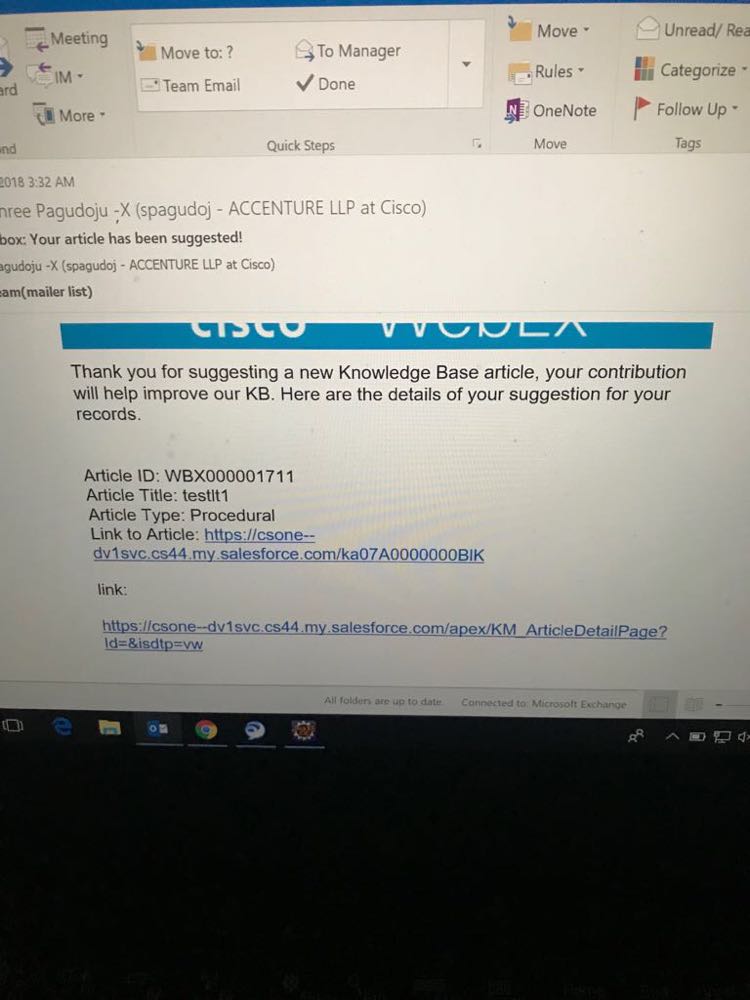 Meeting
IM
More
Move to: ?
To Manager
Team Email
Done
Quick Steps
Move
Rules
OneNote
Move
Unread/ Rea
Categorize
Follow Up
Tags
2018 3:32 AM
hree Pagudoju -X (spagudoj - ACCENTURE LLP at Cisco)
box: Your article has been suggested!
agudoju -X (spagudoj - ACCENTURE LLP at Cisco)
eam(mailer list)
cisco WebEx
Thank you for suggesting a new Knowledge Base article, your contribution
will help improve our KB. Here are the details of your suggestion for your
records.
Article ID: WBX000001711
Article Title: testlt1
Article Type: Procedural
Link to Article: https://csone--
dv1svc.cs44.my.salesforce.com/ka07A0000000BIK
link:
https://csone--dv1svc.cs44.my.salesforce.com/apex/KM_ArticleDetailPage?
Id=&isdtp=vw
All folders are up to date.
Connected to: Microsoft Exchange